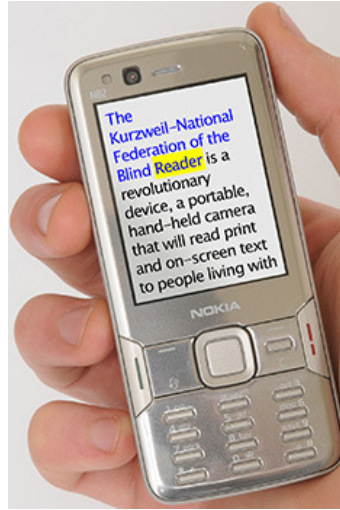 N82
The
Kurzweil-National
Federation of the
Blind Reader is a
revolutionary
device, a portable,
hand-held camera
that will read print
and on-screen text
to people living with
NOKIA